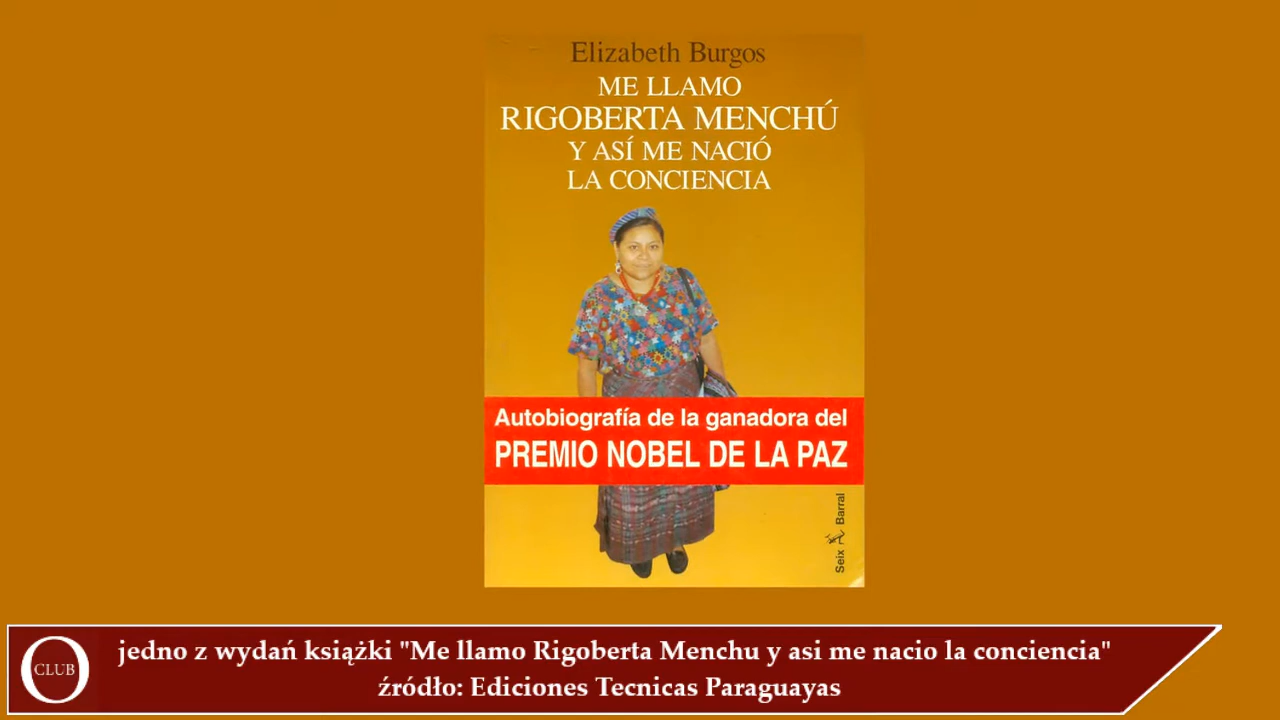 Elizabeth Burgos
ME LLAMO
RIGOBERTA MENCHÚ
Y ASÍ ME NACIÓ
LA CONCIENCIA
Autobiografía de la ganadora del
PREMIO NOBEL DE LA PAZ
Seix Barral
O CLUB
jedno z wydań książki "Me llamo Rigoberta Menchu y asi me nacio la conciencia"
źródło: Ediciones Tecnicas Paraguayas